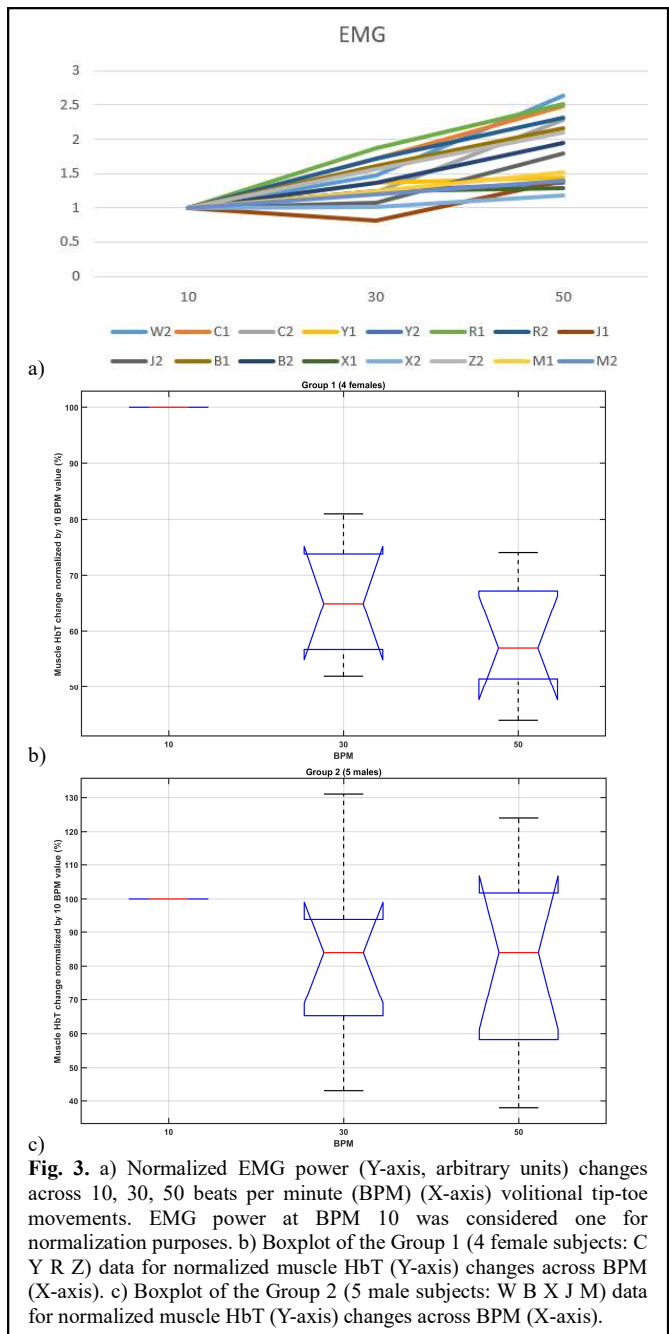 EMG
3
2.5
2
1.5
1
0.5
0
10 30 50
W2 C1 C2 Y1 Y2 R1 R2 J1
J2 B1 B2 X1 X2 Z2 M1 M2
a)
Group 1 (4 females)
100
90
80
70
60
50
Muscle HbT change normalized by 10 BPM value (%)
10 30 50
BPM
b)
Group 2 (5 males)
130
120
110
100
90
80
70
60
50
40
Muscle HbT change normalized by 10 BPM value (%)
10 30 50
BPM
c)
Fig. 3. a) Normalized EMG power (Y-axis, arbitrary units) changes
across 10, 30, 50 beats per minute (BPM) (X-axis) volitional tip-toe
movements. EMG power at BPM 10 was considered one for
normalization purposes. b) Boxplot of the Group 1 (4 female subjects: C
Y R Z) data for normalized muscle HbT (Y-axis) changes across BPM
(X-axis). c) Boxplot of the Group 2 (5 male subjects: W B X J M) data
for normalized muscle HbT (Y-axis) changes across BPM (X-axis).